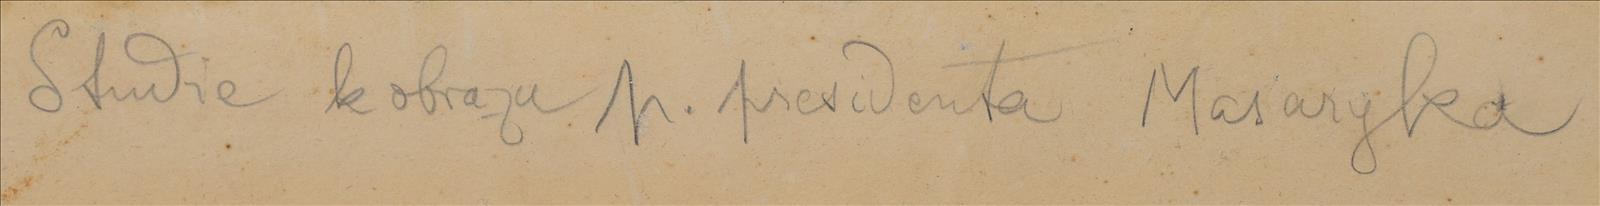 Studie k obrazu p. presidenta Masaryka